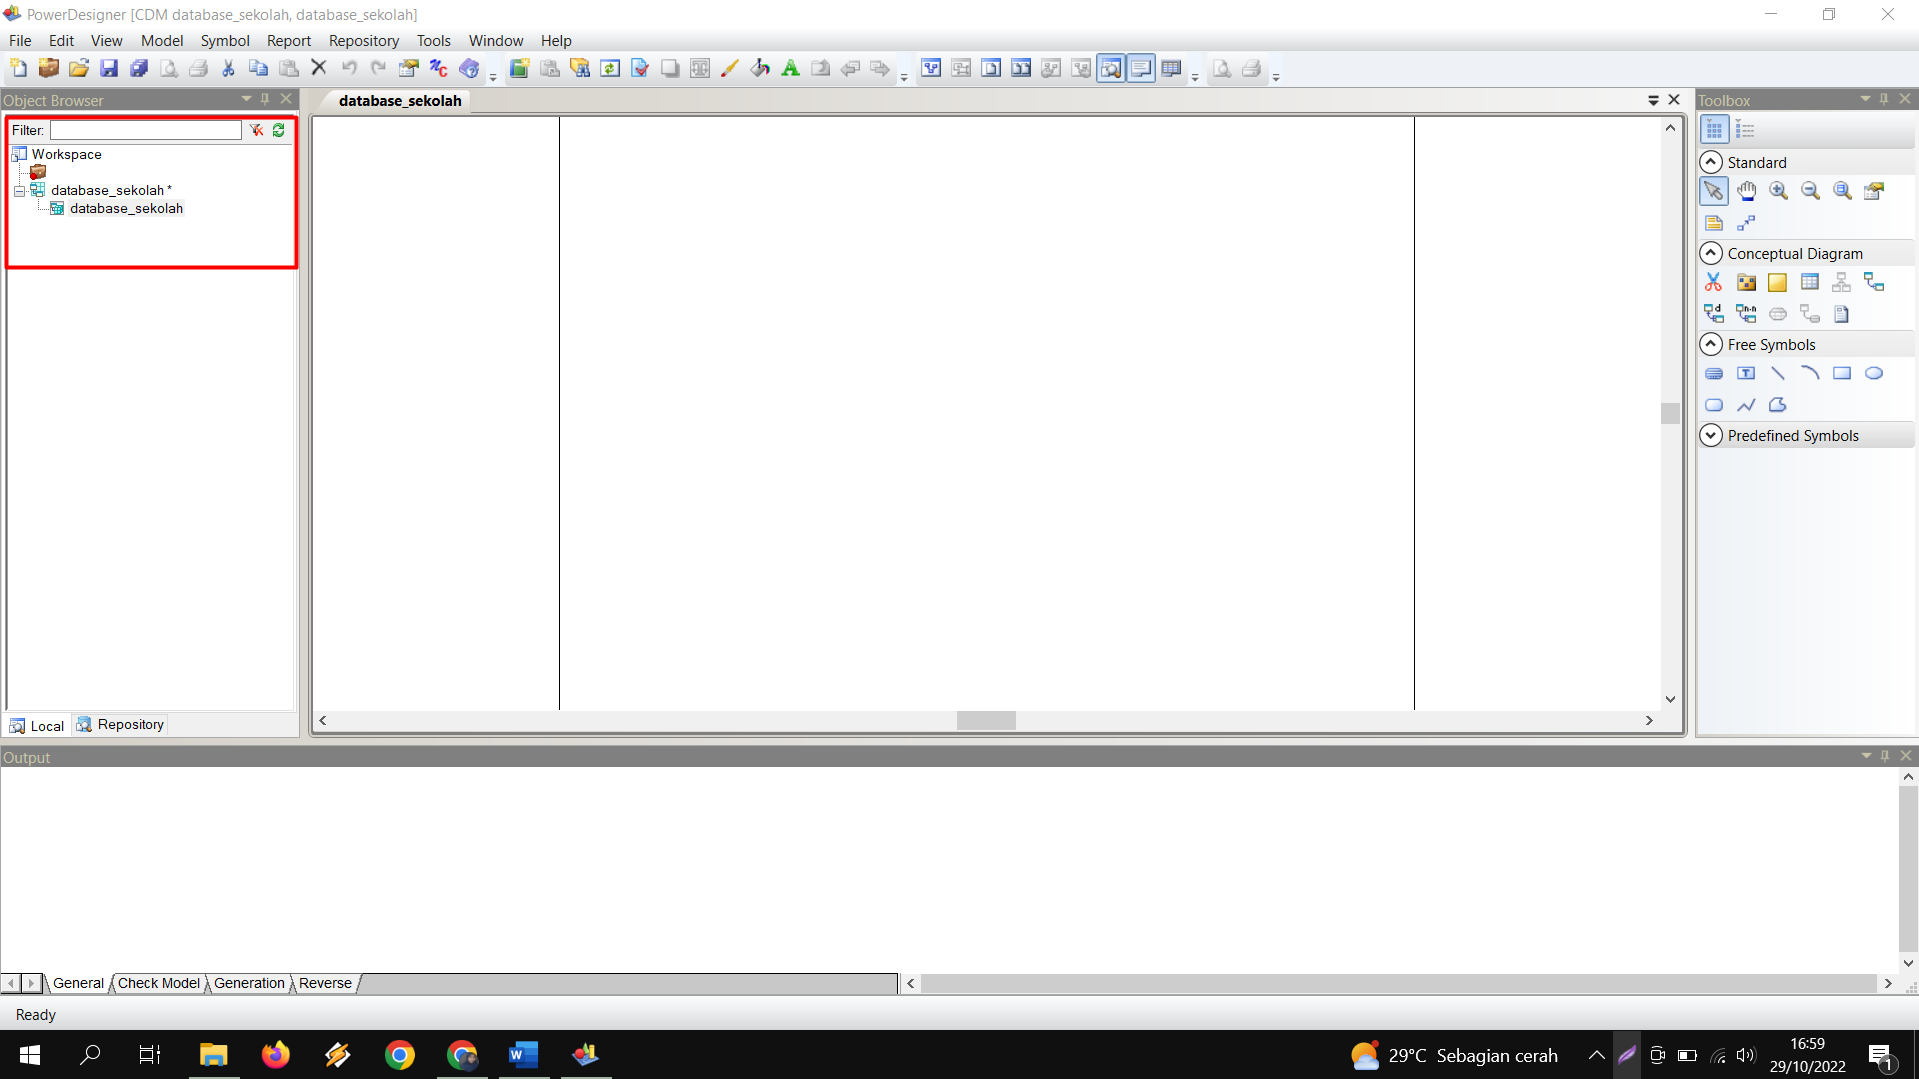 PowerDesigner [CDM database_sekolah, database_sekolah]
File Edit View Model Symbol Report Repository Tools Window Help
Object Browser
database_sekolah
Toolbox
Filter:
Workspace
database_sekolah *
database_sekolah
Standard
Conceptual Diagram
Free Symbols
Predefined Symbols
Local Repository
Output
General Check Model Generation Reverse
Ready
29°C Sebagian cerah
16:59
29/10/2022
1